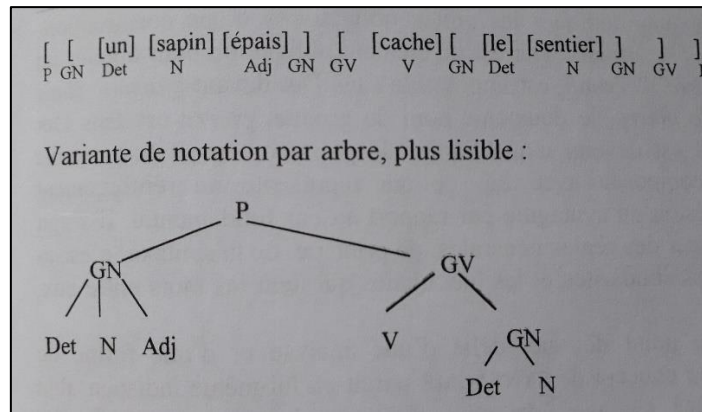 [ [ [un] [sapin] [épais] ] [ [cache] [ [le] [sentier] ] ] ]
P GN Det N Adj GN GV V GN Det N GN GV
Variante de notation par arbre, plus lisible :
P
GN GV
Det N Adj V GN
Det N